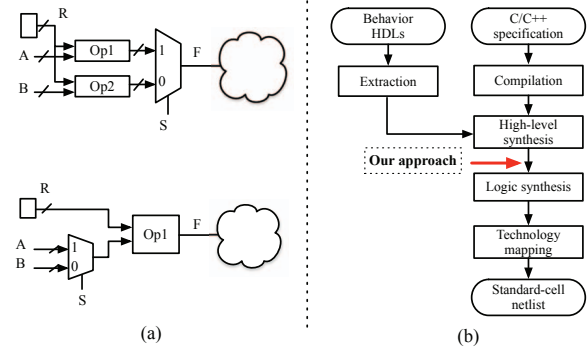 R
A
B
Op1
Op2
1
0
F
S
R
A
B
1
0
S
Op1
F
(a)
Behavior
HDLs
C/C++
specification
Extraction
Compilation
High-level
synthesis
Our approach
Logic synthesis
Technology
mapping
Standard-cell
netlist
(b)